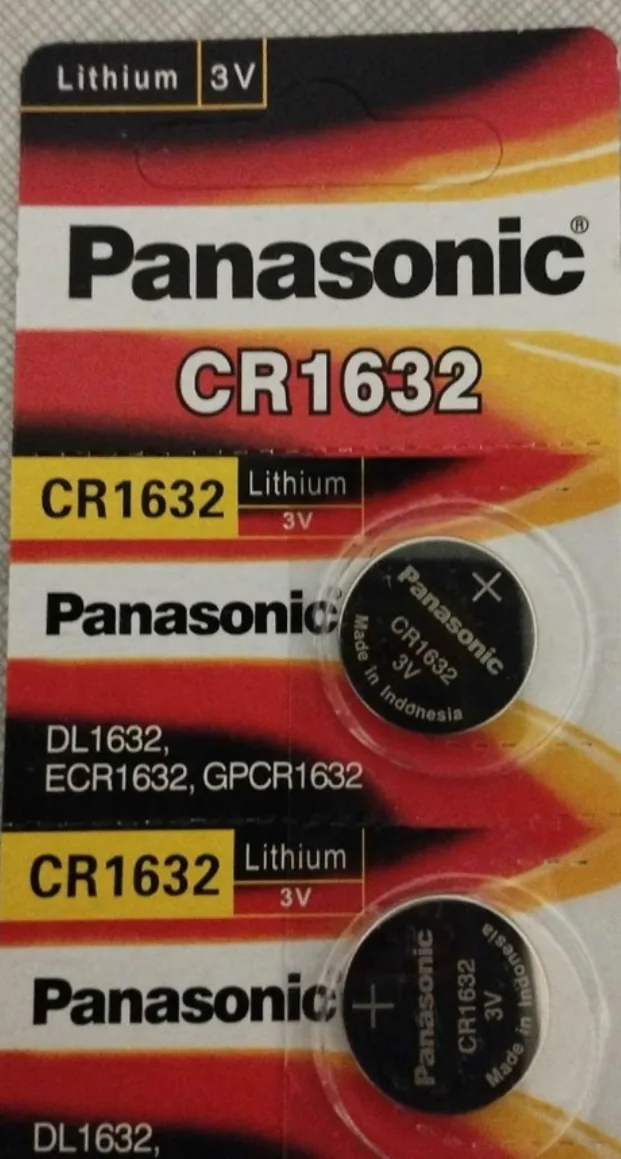 Lithium 3V
Panasonic®
CR1632
CR1632 Lithium
3V
Panasonic
+
Panasonic
CR1632
3V
Made in Indonesia
DL1632,
ECR1632, GPCR1632
CR1632 Lithium
3V
Panasonic
+
Panasonic
CR1632
3V
Made in Indonesia
DL1632,